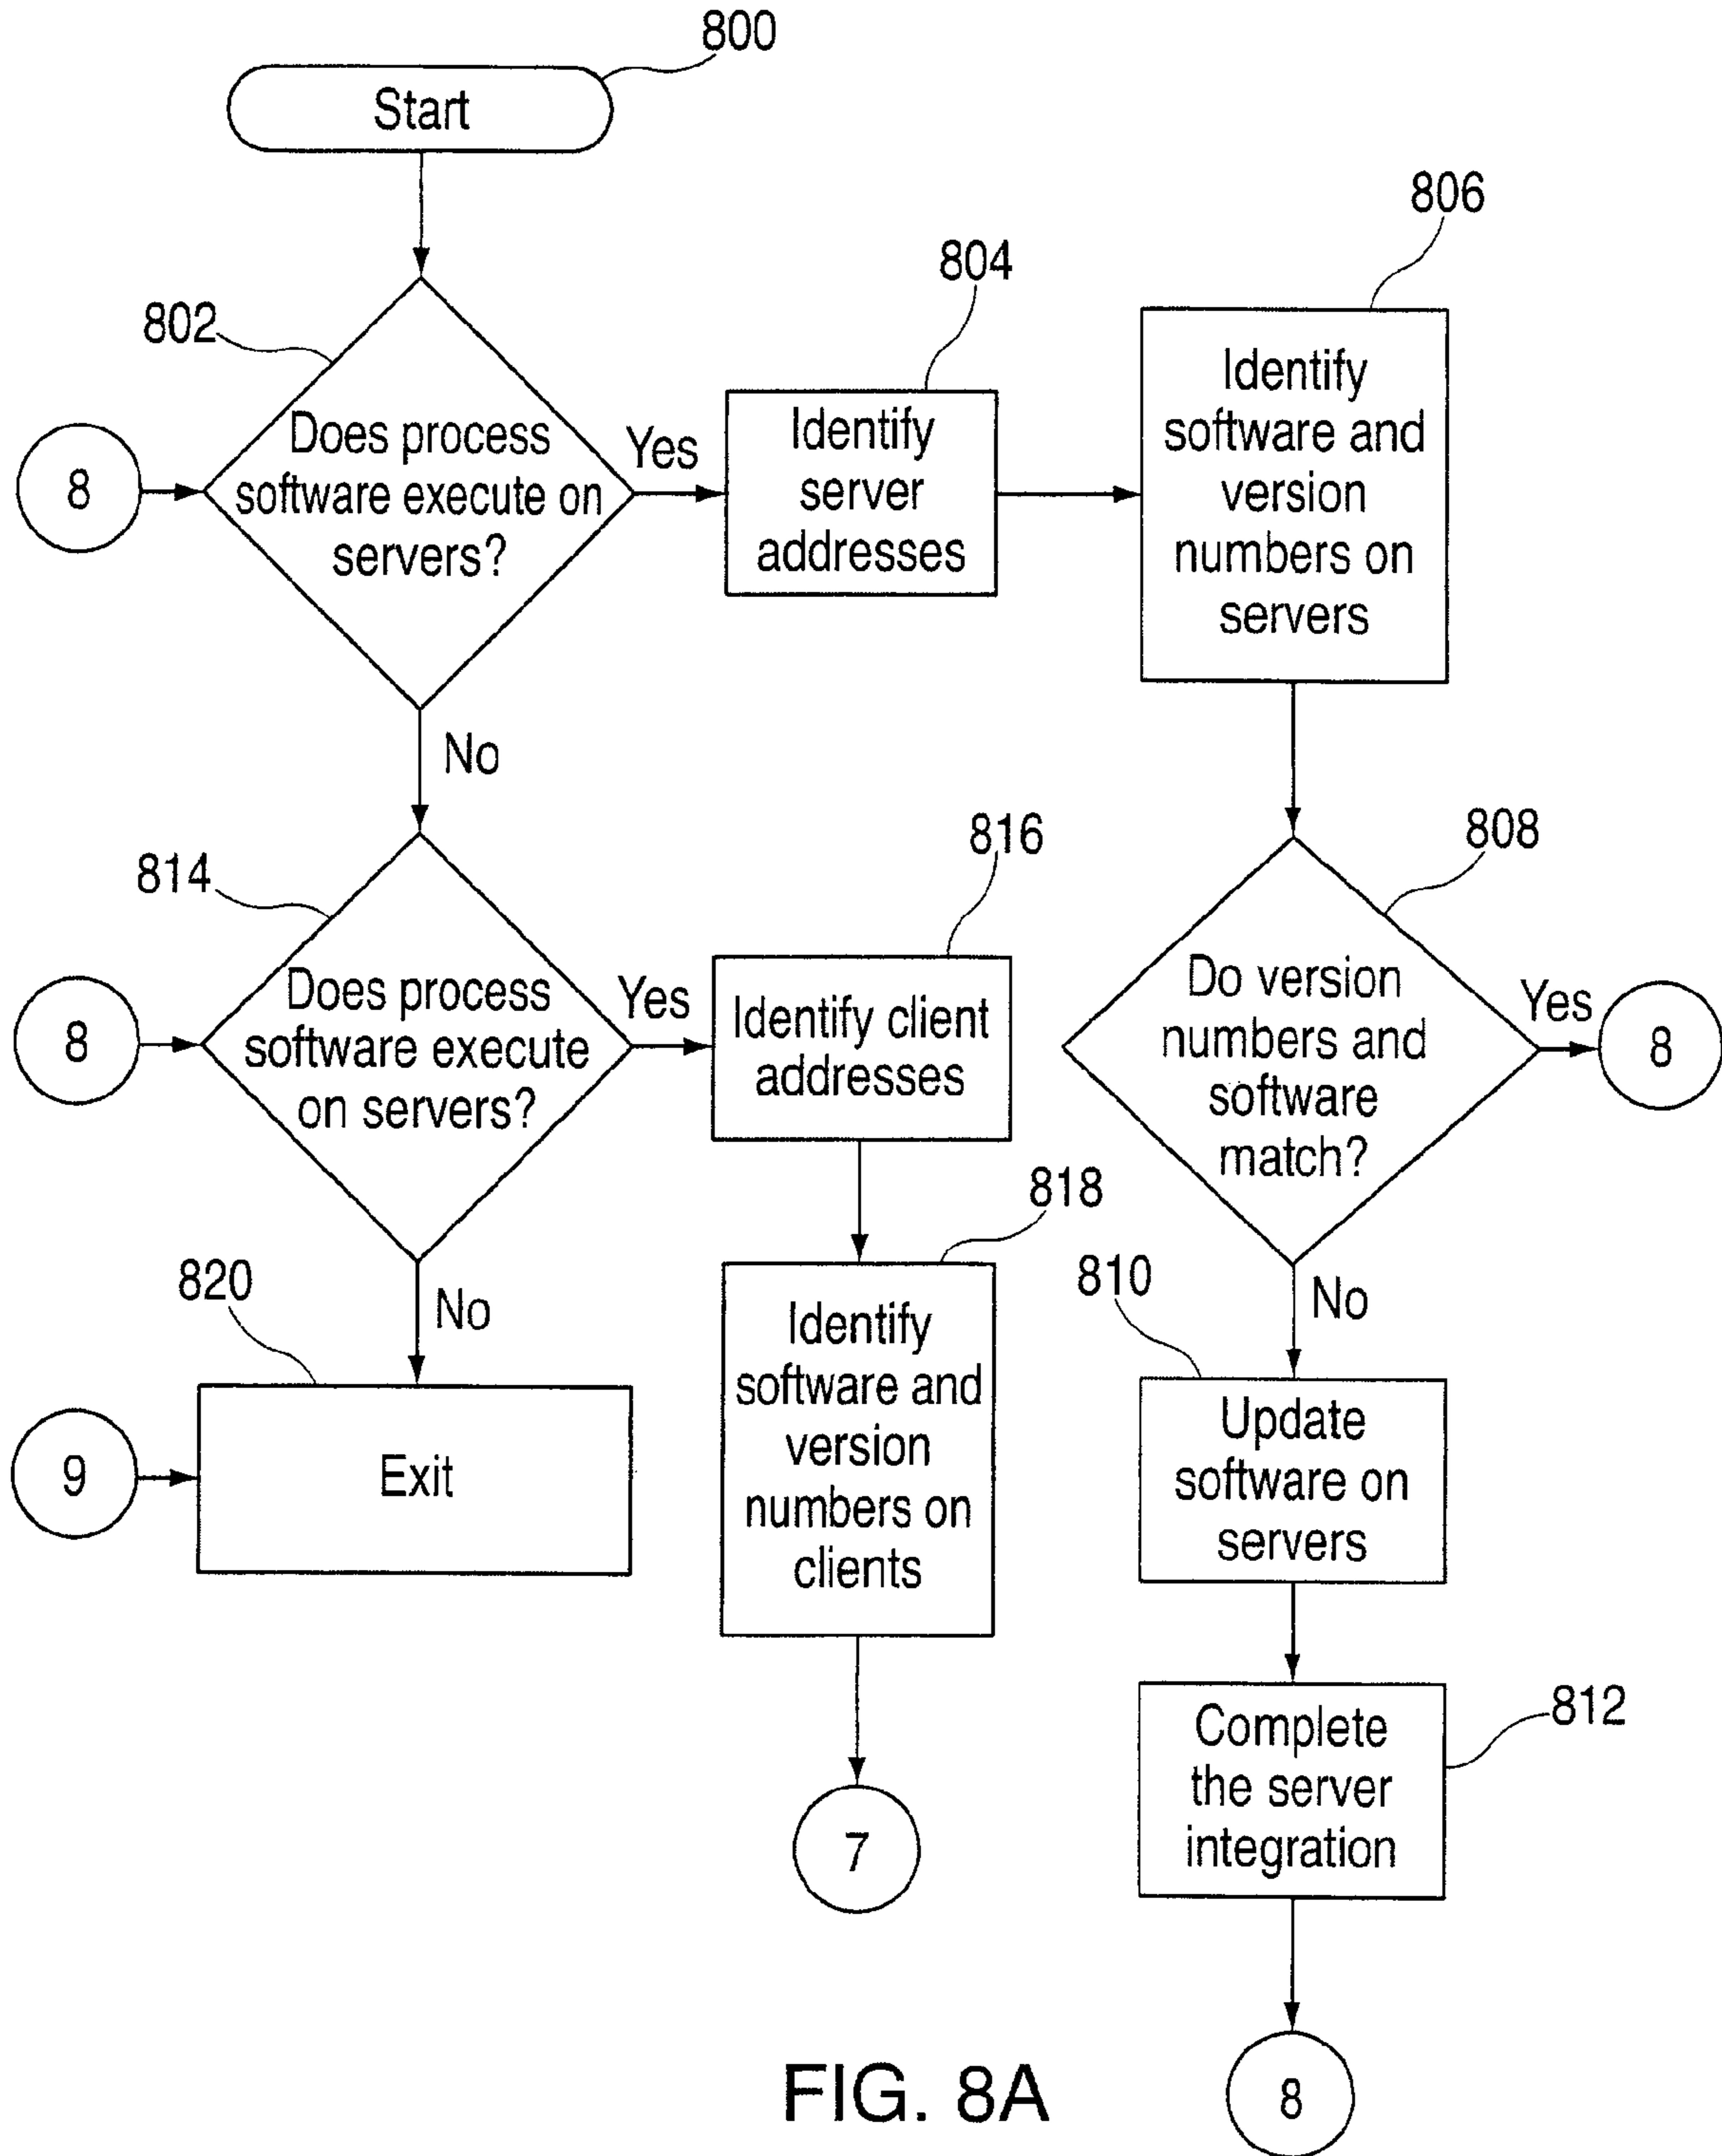 800
Start
802
Does process
software execute on
servers?
8
Yes
804
Identify
server
addresses
806
Identify
software and
version
numbers on
servers
No
814
Does process
software execute
on servers?
8
Yes
816
Identify client
addresses
808
Do version
numbers and
software
match?
Yes
8
No
820
Exit
9
818
Identify
software and
version
numbers on
clients
7
No
810
Update
software on
servers
812
Complete
the server
integration
8
FIG. 8A